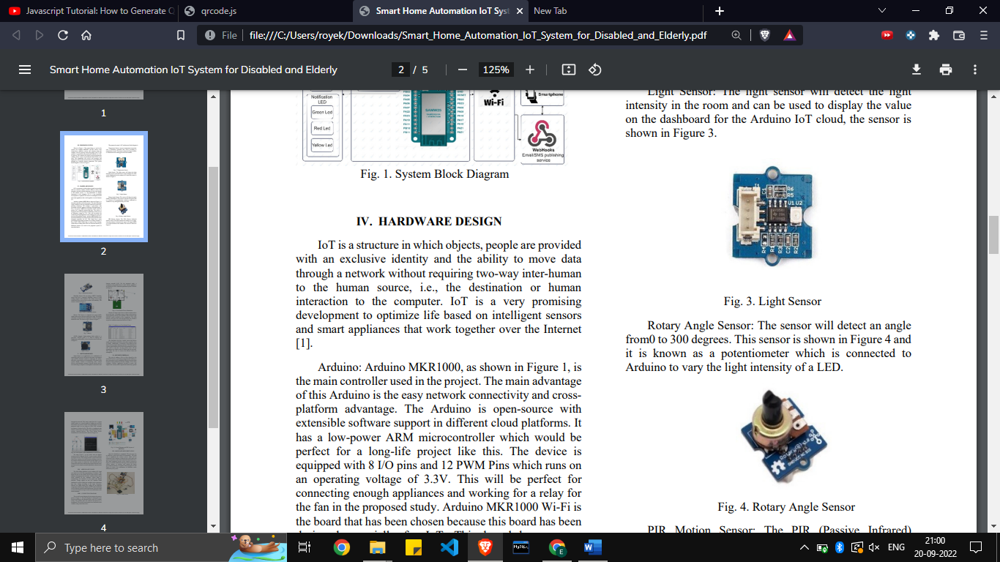 Javascript Tutorial: How to Generate Q
qrcode.js
Smart Home Automation IoT Sys
New Tab
File
file:///C:/Users/royek/Downloads/Smart_Home_Automation_IoT_System_for_Disabled_and_Elderly.pdf
Smart Home Automation IoT System for Disabled and Elderly
2 / 5
125%
1
2
3
4
Notification
LED
Green Led
Red Led
Yellow Led
Wi-Fi
Smartphone
WebHooks
Email/SMS publishing
service
Fig. 1. System Block Diagram
IV. HARDWARE DESIGN
IoT is a structure in which objects, people are provided
with an exclusive identity and the ability to move data
through a network without requiring two-way inter-human
to the human source, i.e., the destination or human
interaction to the computer. IoT is a very promising
development to optimize life based on intelligent sensors
and smart appliances that work together over the Internet
[1].
Arduino: Arduino MKR1000, as shown in Figure 1, is
the main controller used in the project. The main advantage
of this Arduino is the easy network connectivity and cross-
platform advantage. The Arduino is open-source with
extensible software support in different cloud platforms. It
has a low-power ARM microcontroller which would be
perfect for a long-life project like this. The device is
equipped with 8 I/O pins and 12 PWM Pins which runs on
an operating voltage of 3.3V. This will be perfect for
connecting enough appliances and working for a relay for
the fan in the proposed study. Arduino MKR1000 Wi-Fi is
the board that has been chosen because this board has been
Light Sensor: The light sensor will detect the light
intensity in the room and can be used to display the value
on the dashboard for the Arduino IoT cloud, the sensor is
shown in Figure 3.
C1
R6
R5
U1 U2
R4
R1
R3
C2
R2
Fig. 3. Light Sensor
Rotary Angle Sensor: The sensor will detect an angle
from0 to 300 degrees. This sensor is shown in Figure 4 and
it is known as a potentiometer which is connected to
Arduino to vary the light intensity of a LED.
Fig. 4. Rotary Angle Sensor
PIR Motion Sensor: The PIR (Passive Infrared)
Type here to search
MySQL
E
W
ENG
21:00
20-09-2022